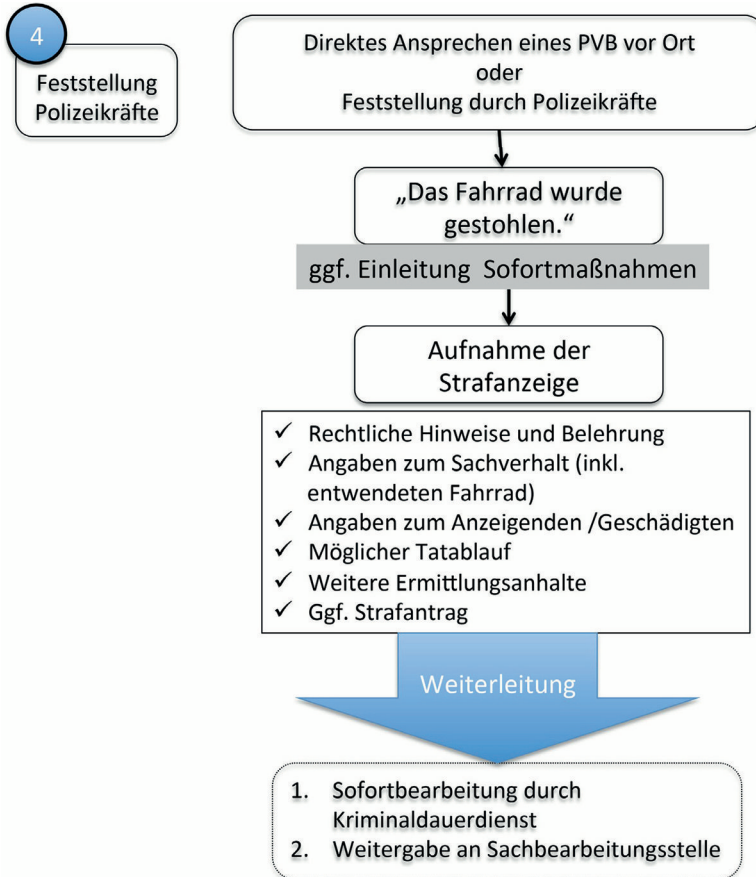 4
Feststellung
Polizeikräfte
Direktes Ansprechen eines PVB vor Ort
oder
Feststellung durch Polizeikräfte
„Das Fahrrad wurde
gestohlen.“
ggf. Einleitung Sofortmaßnahmen
Aufnahme der
Strafanzeige
✓ Rechtliche Hinweise und Belehrung
✓ Angaben zum Sachverhalt (inkl.
entwendeten Fahrrad)
✓ Angaben zum Anzeigenden /Geschädigten
✓ Möglicher Tatablauf
✓ Weitere Ermittlungsanhalte
✓ Ggf. Strafantrag
Weiterleitung
1. Sofortbearbeitung durch
Kriminaldauerdienst
2. Weitergabe an Sachbearbeitungsstelle